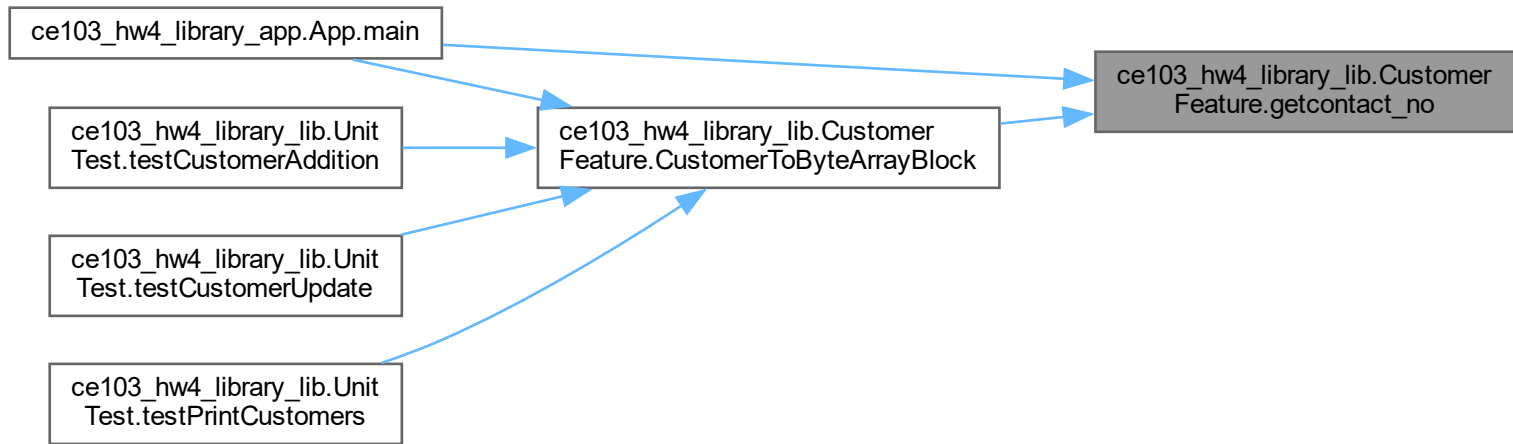 ce103_hw4_library_app.App.main
ce103_hw4_library_lib.Customer
Feature.getcontact_no
ce103_hw4_library_lib.Unit
Test.testCustomerAddition
ce103_hw4_library_lib.Customer
Feature.CustomerToByteArrayBlock
ce103_hw4_library_lib.Unit
Test.testCustomerUpdate
ce103_hw4_library_lib.Unit
Test.testPrintCustomers